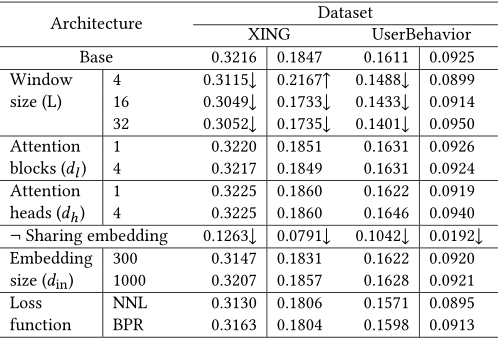 Architecture Dataset
XING UserBehavior
Base 0.3216 0.1847 0.1611 0.0925
Window 4 0.3115↓ 0.2167↑ 0.1488↓ 0.0899
size (L) 16 0.3049↓ 0.1733↓ 0.1433↓ 0.0914
32 0.3052↓ 0.1735↓ 0.1401↓ 0.0950
Attention 1 0.3220 0.1851 0.1631 0.0926
blocks (dl) 4 0.3217 0.1849 0.1631 0.0924
Attention 1 0.3225 0.1860 0.1622 0.0919
heads (dh) 4 0.3225 0.1860 0.1646 0.0940
¬ Sharing embedding 0.1263↓ 0.0791↓ 0.1042↓ 0.0192↓
Embedding 300 0.3147 0.1831 0.1622 0.0920
size (din) 1000 0.3207 0.1857 0.1628 0.0921
Loss NNL 0.3130 0.1806 0.1571 0.0895
function BPR 0.3163 0.1804 0.1598 0.0913